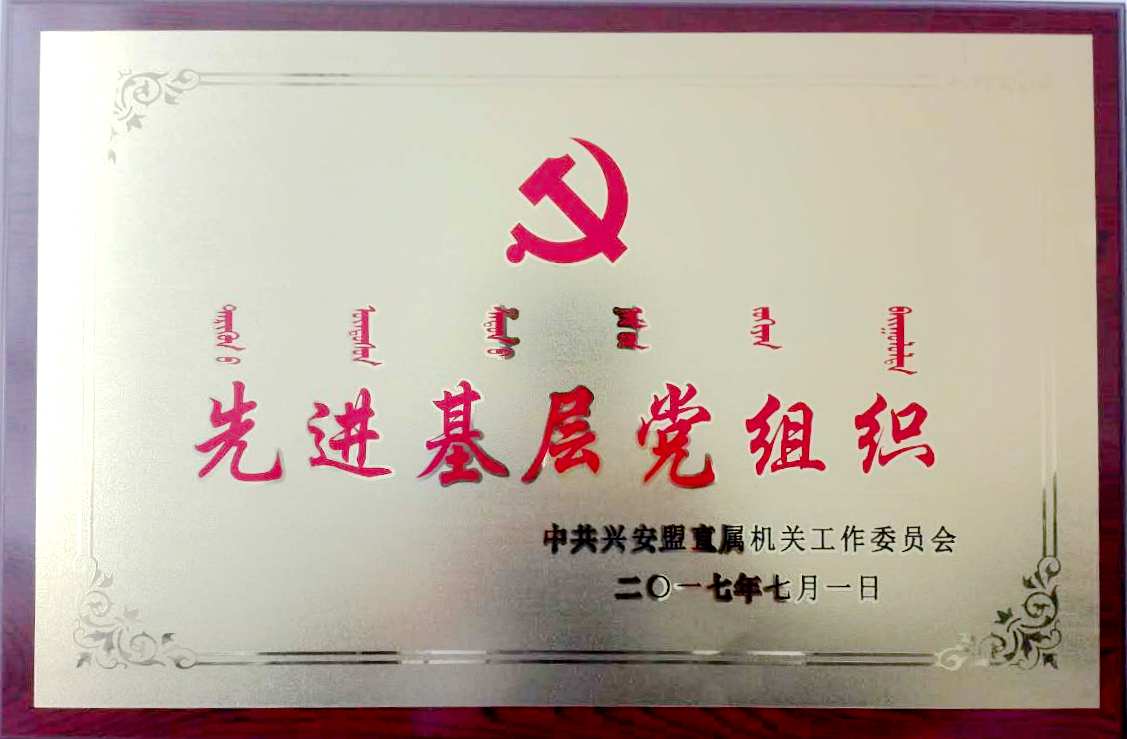 先进基层党组织
中共兴安盟直属机关工作委员会
二〇一七年七月一日